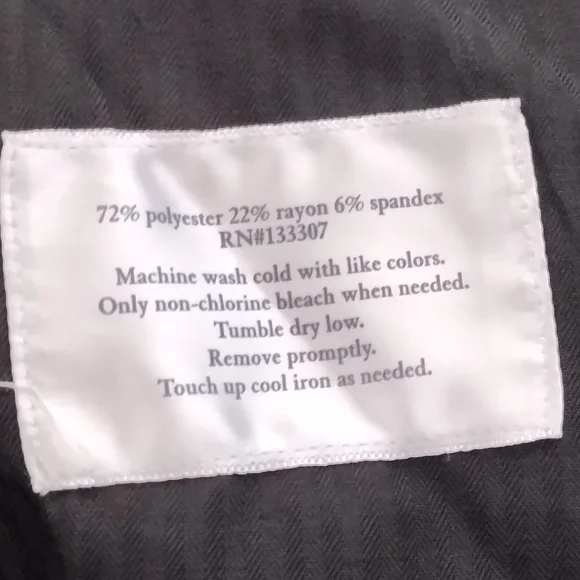 72% polyester 22% rayon 6% spandex
RN#133307
Machine wash cold with like colors.
Only non-chlorine bleach when needed.
Tumble dry low.
Remove promptly.
Touch up cool iron as needed.